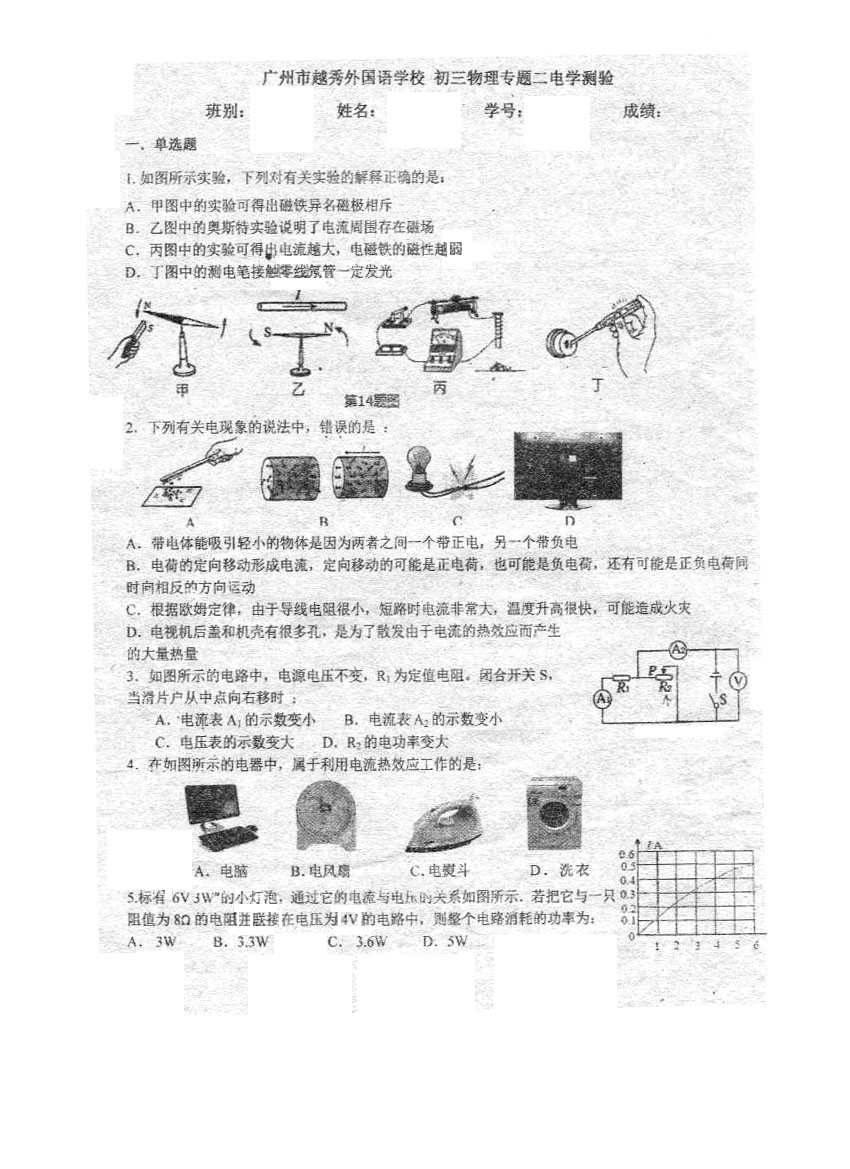 广州市越秀外国语学校 初三物理专题二电学测验
班别: 姓名: 学号: 成绩:
一. 单选题
1. 如图所示实验，下列对有关实验的解释正确的是:
A. 甲图中的实验可得出磁铁异名磁极相斥
B. 乙图中的奥斯特实验说明了电流周围存在磁场
C. 丙图中的实验可得出电流越大，电磁铁的磁性越弱
D. 丁图中的测电笔接触零线氖管一定发光
N S I S N
甲 乙 丙 丁
第14题图
2. 下列有关电现象的说法中，错误的是 :
A B C D
A. 带电体能吸引轻小的物体是因为两者之间一个带正电，另一个带负电
B. 电荷的定向移动形成电流，定向移动的可能是正电荷，也可能是负电荷，还有可能是正负电荷同
时向相反的方向运动
C. 根据欧姆定律，由于导线电阻很小，短路时电流非常大，温度升高很快，可能造成火灾
D. 电视机后盖和机壳有很多孔，是为了散发由于电流的热效应而产生
的大量热量
3. 如图所示的电路中，电源电压不变，R₁为定值电阻。闭合开关 S，
当滑片户从中点向右移时 :
A₂ P R₁ R₂ V A₁ S
A. 电流表 A₁ 的示数变小 B. 电流表 A₂ 的示数变小
C. 电压表的示数变大 D. R₂ 的电功率变大
4. 在如图所示的电器中，属于利用电流热效应工作的是:
A. 电脑 B. 电风扇 C. 电熨斗 D. 洗衣
5.标有 6V 3W"的小灯泡，通过它的电流与电压的关系如图所示．若把它与一只
阻值为 8Ω 的电阻并联接在电压为 4V 的电路中，则整个电路消耗的功率为:
A. 3W B. 3.3W C. 3.6W D. 5W
I/A
0.6
0.5
0.4
0.3
0.2
0.1
0
1 2 3 4 5 6